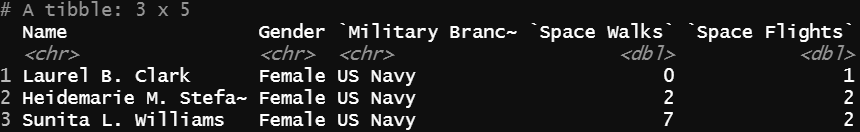 # A tibble: 3 x 5
Name Gender `Military Branc~ `Space Walks` `Space Flights`
<chr> <chr> <chr> <dbl> <dbl>
1 Laurel B. Clark Female US Navy 0 1
2 Heidemarie M. Stefa~ Female US Navy 2 2
3 Sunita L. Williams Female US Navy 7 2